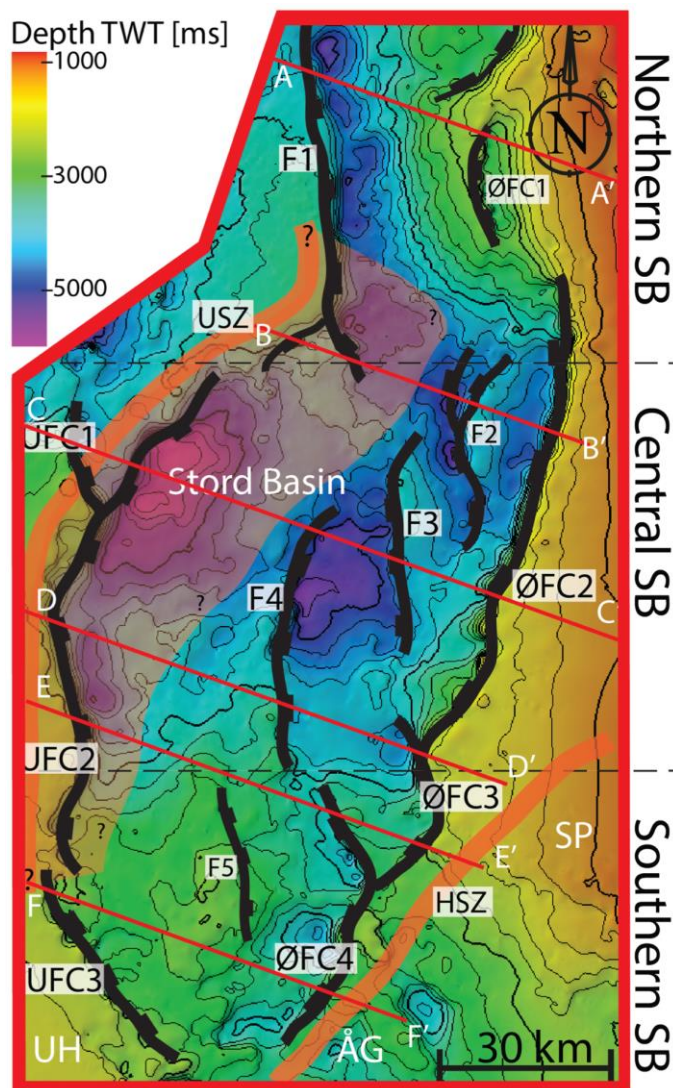 Depth TWT [ms]
1000
3000
5000
A
F1
N
ØFC1
A'
Northern SB
?
USZ
B
?
C
UFC1
F2
B'
Stord Basin
F3
Central SB
ØFC2
D
?
F4
C'
E
UFC2
D'
ØFC3
?
E'
SP
F5
HSZ
?
F
Southern SB
ØFC4
UFC3
F'
UH
ÅG
30 km